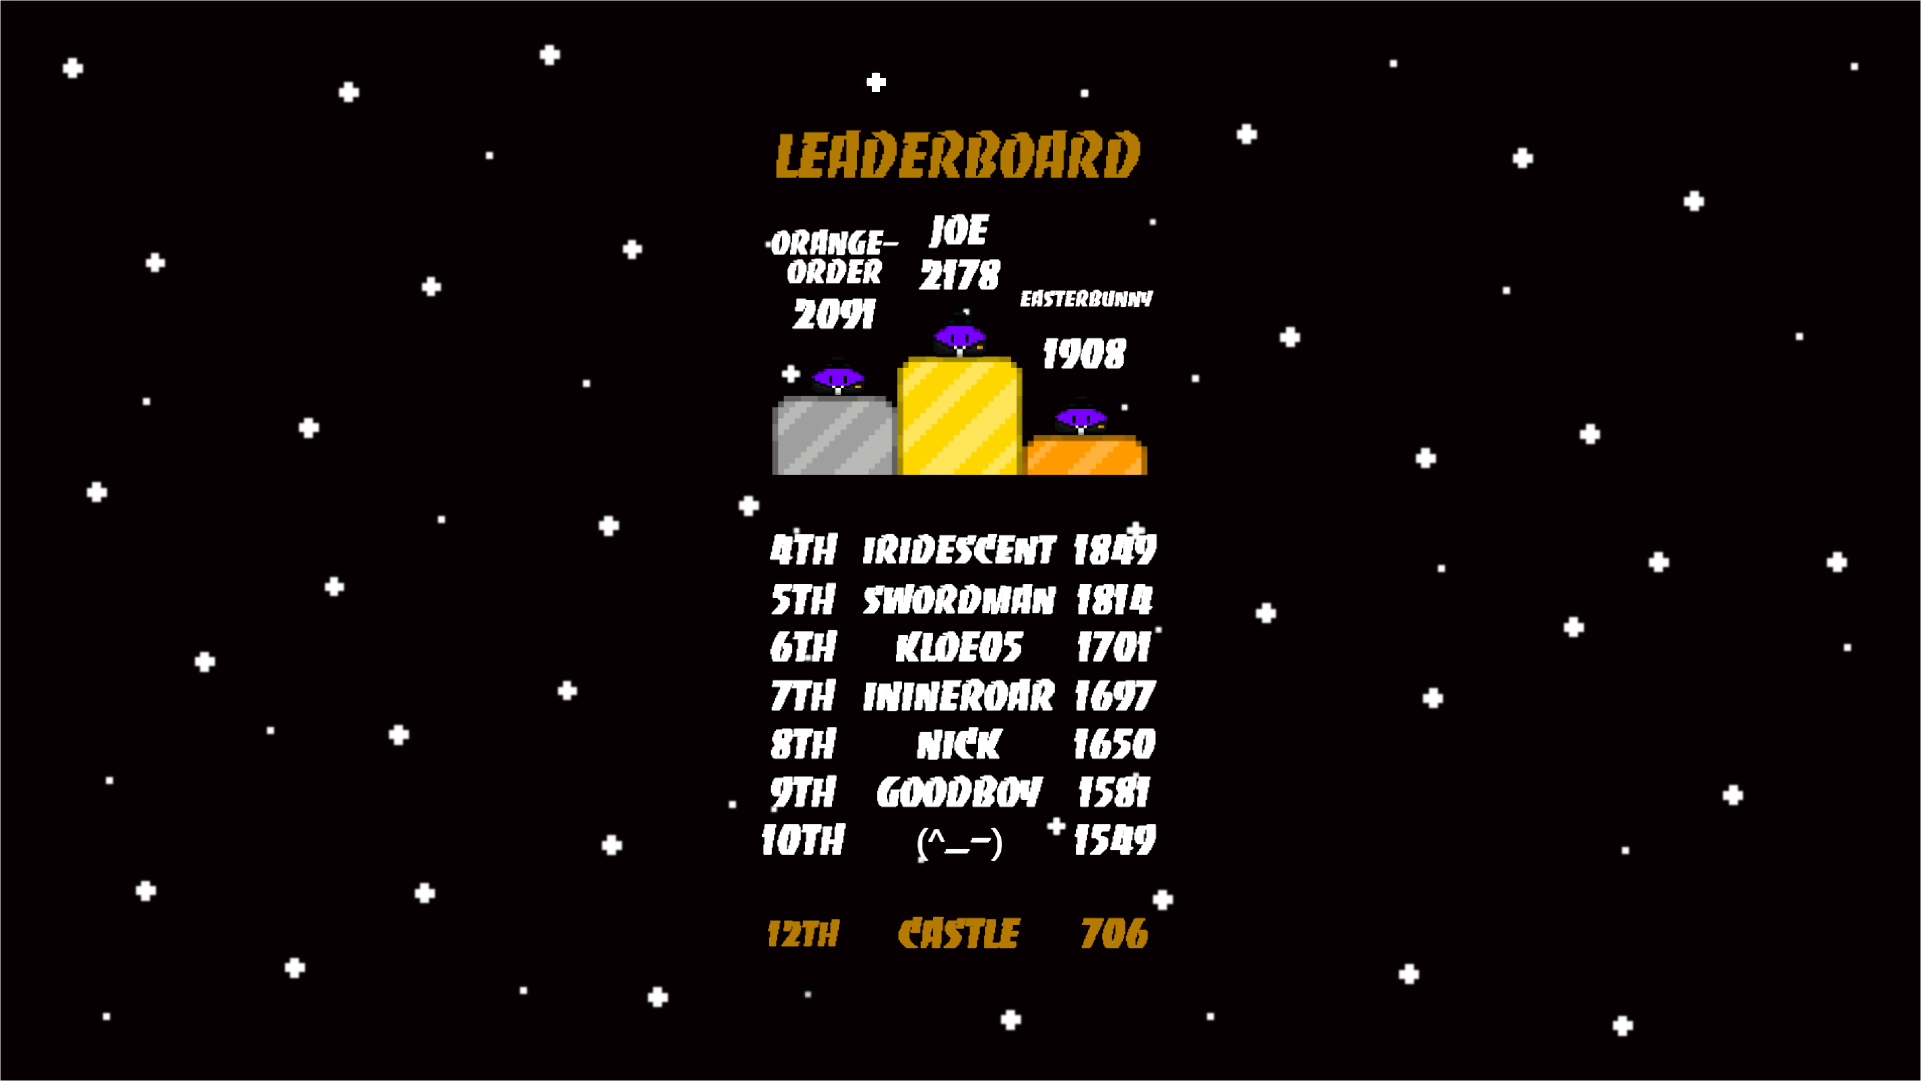 LEADERBOARD
JOE
2178
ORANGE-
ORDER
2091
EASTERBUNNY
1908
4TH IRIDESCENT 1849
5TH SWORDMAN 1814
6TH KLOE05 1701
7TH ININEROAR 1697
8TH NICK 1650
9TH GOODBOY 1581
10TH (^_-) 1549
12TH CASTLE 706